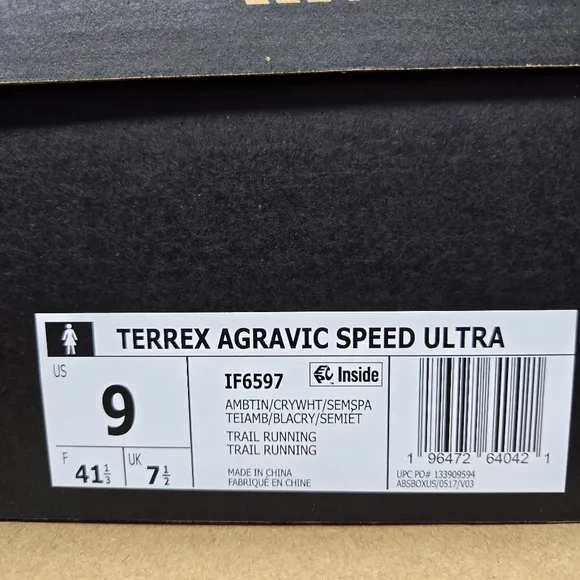 TERREX AGRAVIC SPEED ULTRA
US
9
F
41 1/3
UK
7 1/2
IF6597
Inside
AMBTIN/CRYWHT/SEMSPA
TEIAMB/BLACRY/SEMIET
TRAIL RUNNING
TRAIL RUNNING
MADE IN CHINA
FABRIQUÉ EN CHINE
1 96472 64042 1
UPC PO# 133909594
ABSBOXUS/0517/V03